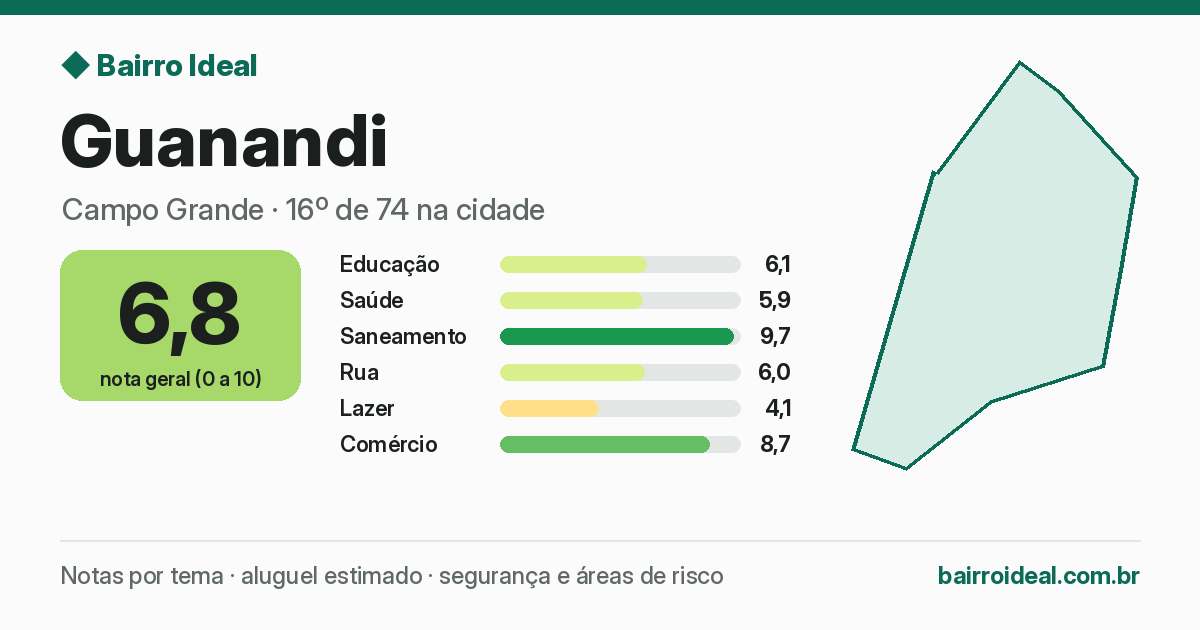 Bairro Ideal
Guanandi
Campo Grande · 16º de 74 na cidade
6,8
nota geral (0 a 10)
Educação 6,1
Saúde 5,9
Saneamento 9,7
Rua 6,0
Lazer 4,1
Comércio 8,7
Notas por tema · aluguel estimado · segurança e áreas de risco
bairroideal.com.br